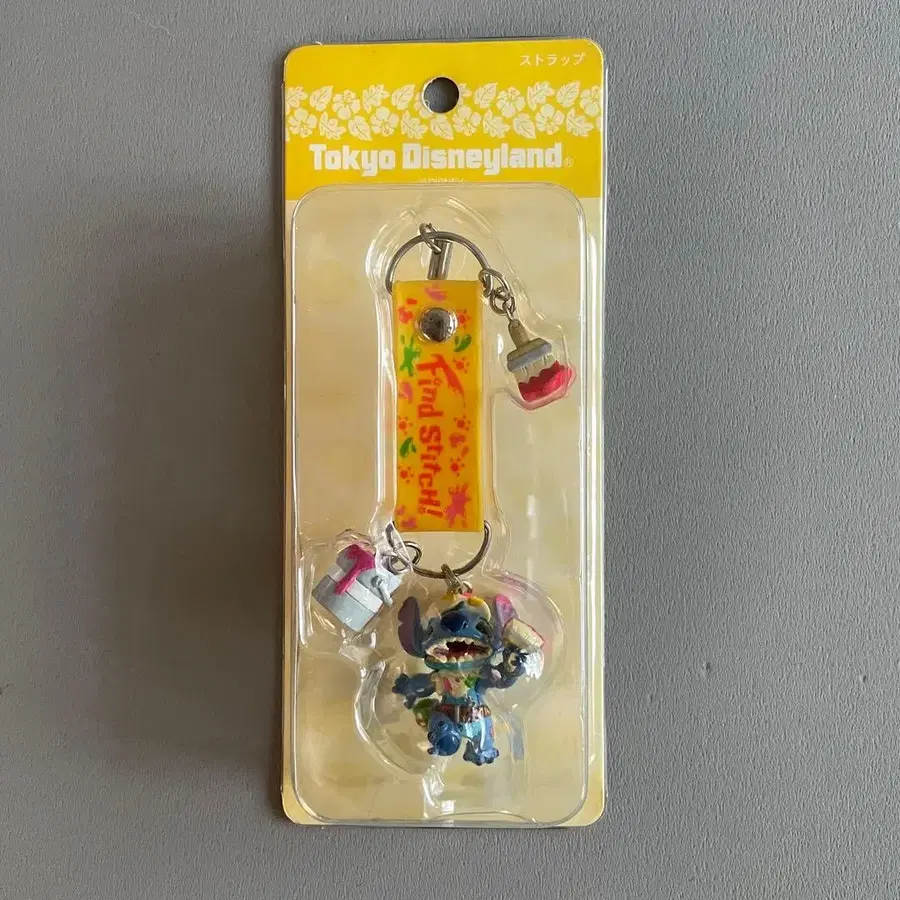 ストラップ
Tokyo Disneyland®
Find Stitch!